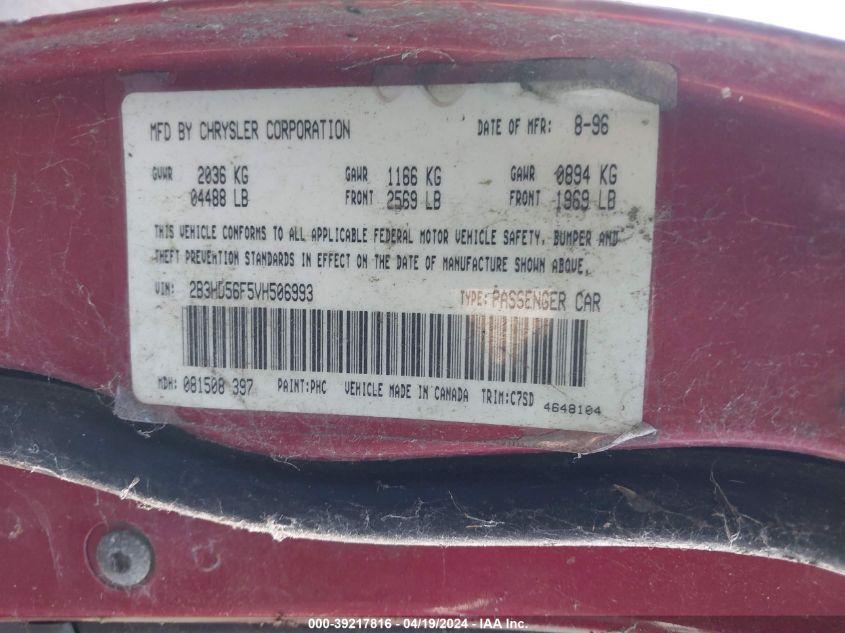 MFD BY CHRYSLER CORPORATION DATE OF MFR: 8-96
GVWR 2036 KG GAWR 1166 KG GAWR 0894 KG
04488 LB FRONT 2569 LB FRONT 1969 LB
THIS VEHICLE CONFORMS TO ALL APPLICABLE FEDERAL MOTOR VEHICLE SAFETY, BUMPER AND
THEFT PREVENTION STANDARDS IN EFFECT ON THE DATE OF MANUFACTURE SHOWN ABOVE,
VIN: 2B3HD56F5VH506993 TYPE: PASSENGER CAR
MDH: 081508 397 PAINT:PHC VEHICLE MADE IN CANADA TRIM:C7SD 4648104
000-39217816 - 04/19/2024 - IAA Inc.